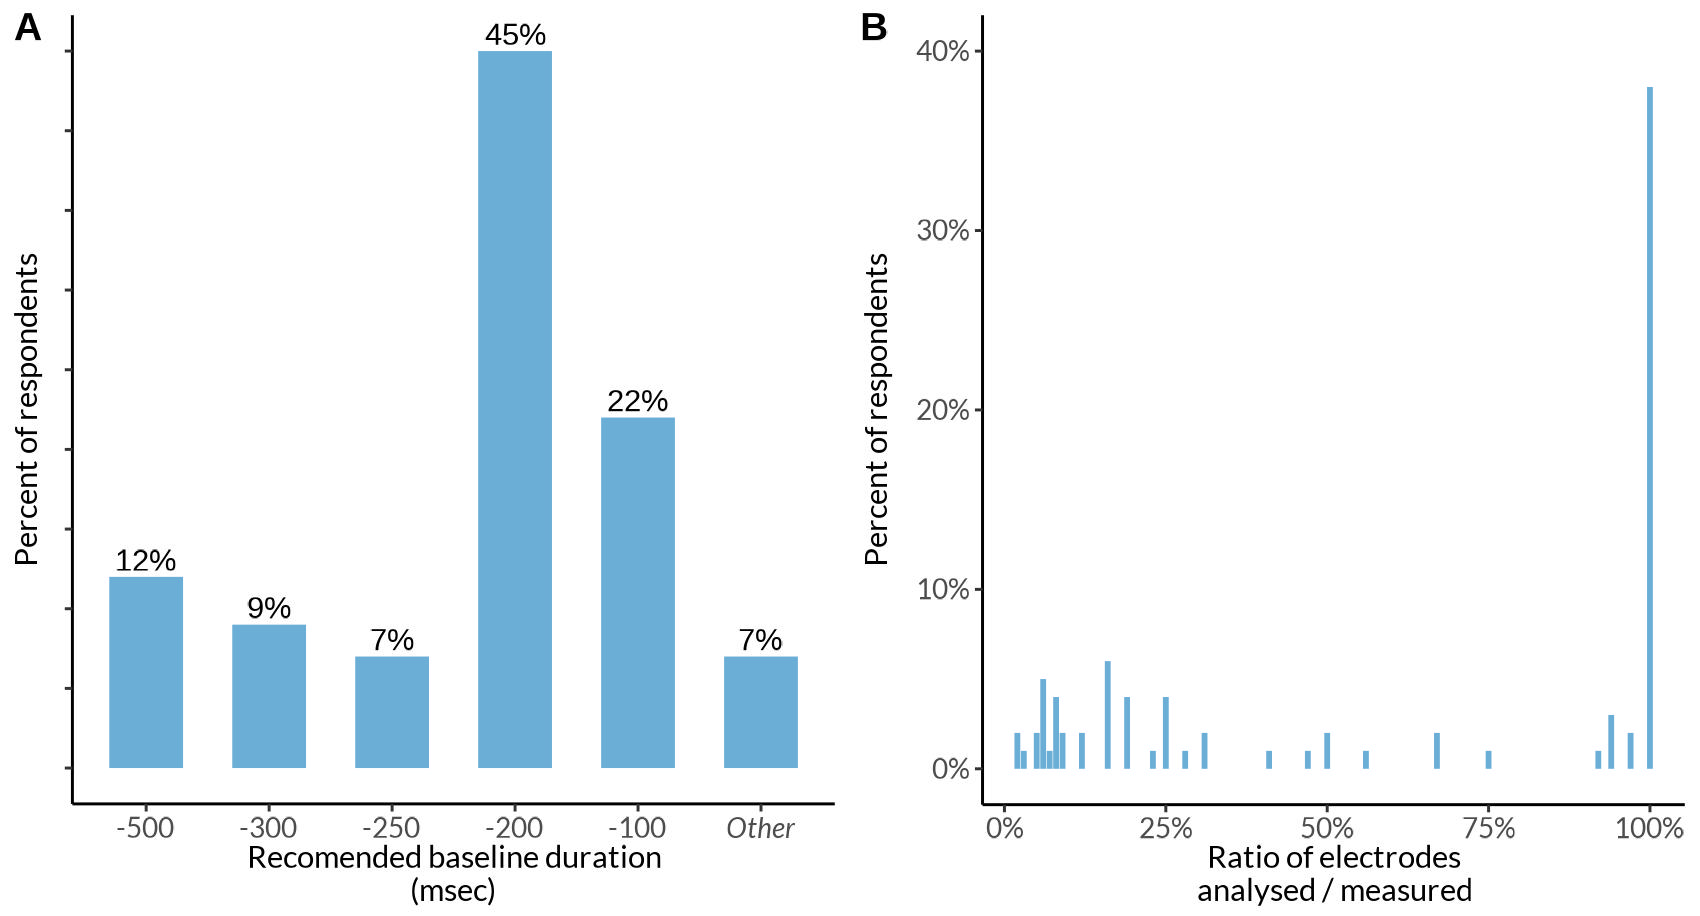 A
Percent of respondents
12%
9%
7%
45%
22%
7%
-500
-300
-250
-200
-100
Other
Recomended baseline duration
(msec)
B
Percent of respondents
40%
30%
20%
10%
0%
0%
25%
50%
75%
100%
Ratio of electrodes
analysed / measured